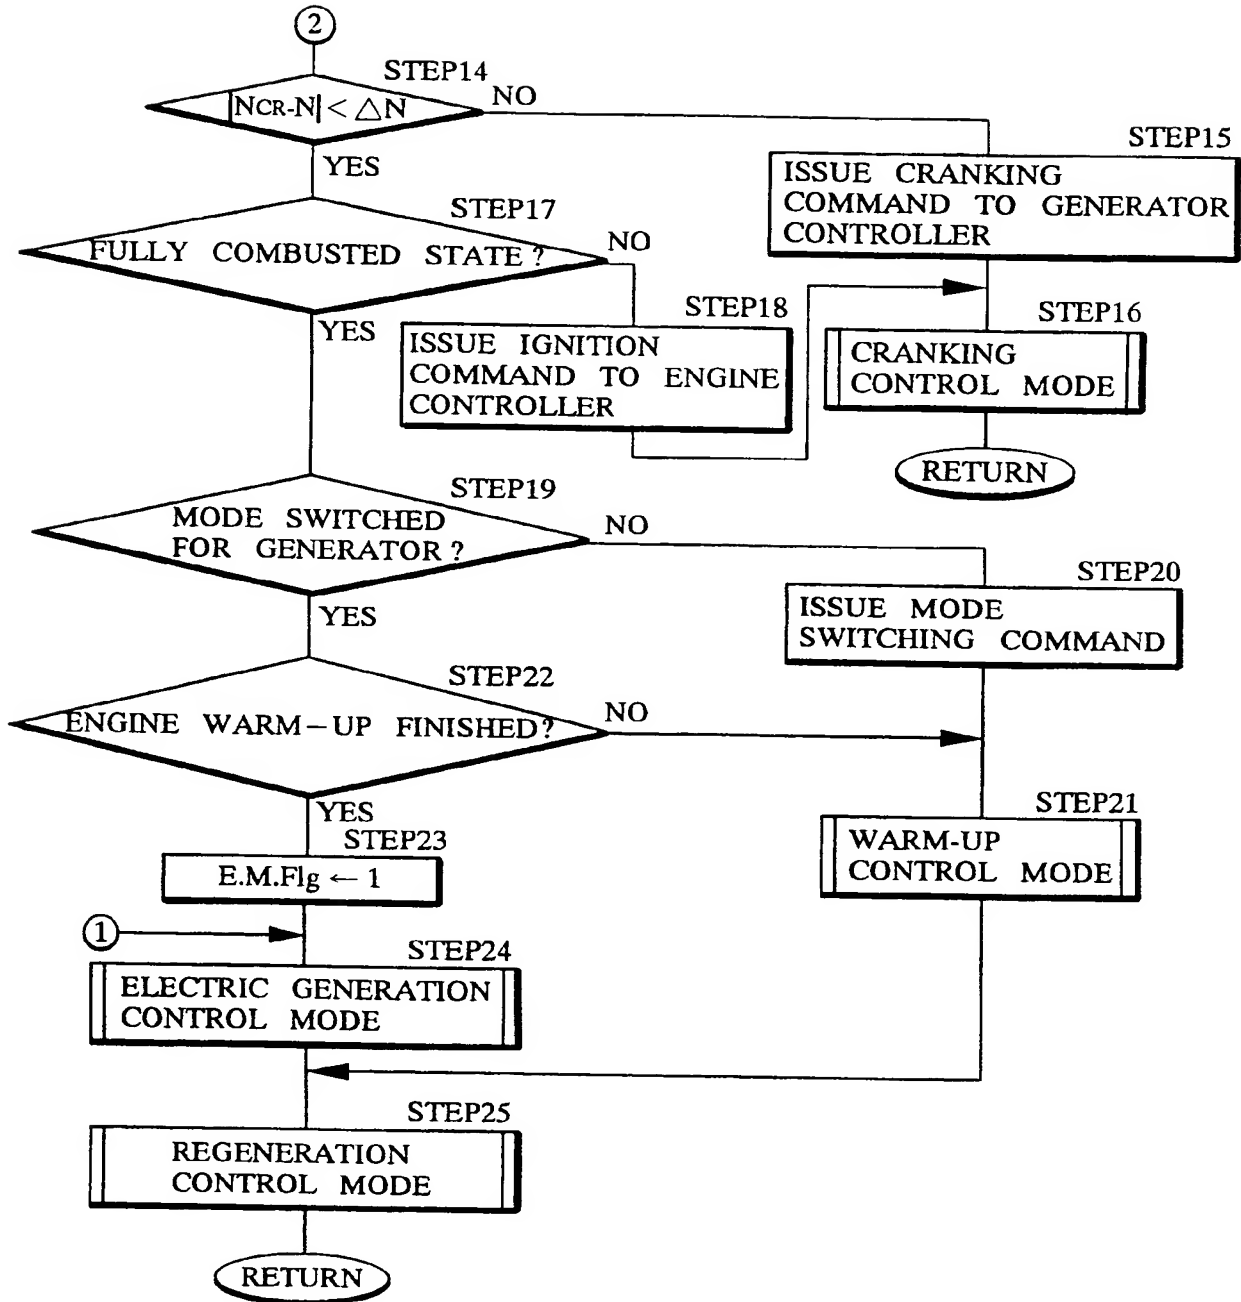 2
STEP14
|NCR-N| < △N
NO
YES
STEP15
ISSUE CRANKING
COMMAND TO GENERATOR
CONTROLLER
STEP17
FULLY COMBUSTED STATE ?
NO
YES
STEP18
ISSUE IGNITION
COMMAND TO ENGINE
CONTROLLER
STEP16
CRANKING
CONTROL MODE
RETURN
STEP19
MODE SWITCHED
FOR GENERATOR ?
NO
YES
STEP20
ISSUE MODE
SWITCHING COMMAND
STEP22
ENGINE WARM-UP FINISHED?
NO
YES
STEP21
WARM-UP
CONTROL MODE
STEP23
E.M.Flg ← 1
1
STEP24
ELECTRIC GENERATION
CONTROL MODE
STEP25
REGENERATION
CONTROL MODE
RETURN